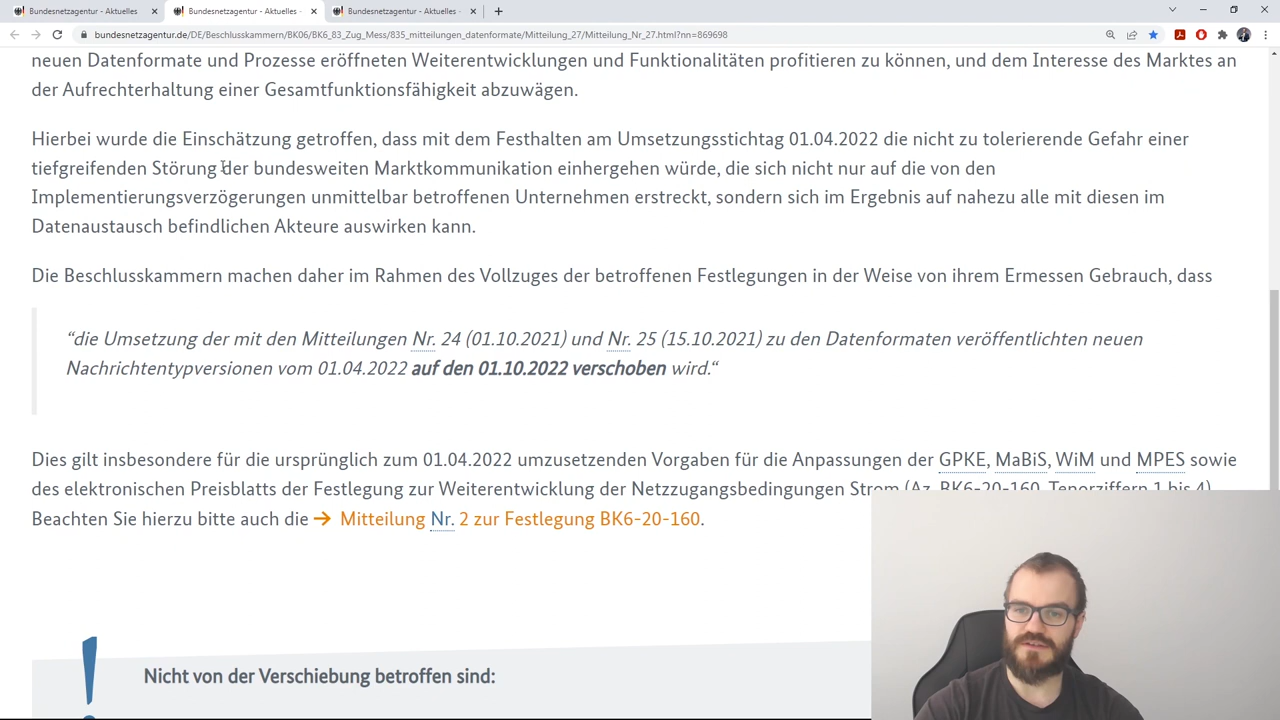 Bundesnetzagentur - Aktuelles
Bundesnetzagentur - Aktuelles
Bundesnetzagentur - Aktuelles
bundesnetzagentur.de/DE/Beschlusskammern/BK06/BK6_83_Zug_Mess/835_mitteilungen_datenformate/Mitteilung_27/Mitteilung_Nr_27.html?nn=869698
neuen Datenformate und Prozesse eröffneten Weiterentwicklungen und Funktionalitäten profitieren zu können, und dem Interesse des Marktes an
der Aufrechterhaltung einer Gesamtfunktionsfähigkeit abzuwägen.
Hierbei wurde die Einschätzung getroffen, dass mit dem Festhalten am Umsetzungsstichtag 01.04.2022 die nicht zu tolerierende Gefahr einer
tiefgreifenden Störung der bundesweiten Marktkommunikation einhergehen würde, die sich nicht nur auf die von den
Implementierungsverzögerungen unmittelbar betroffenen Unternehmen erstreckt, sondern sich im Ergebnis auf nahezu alle mit diesen im
Datenaustausch befindlichen Akteure auswirken kann.
Die Beschlusskammern machen daher im Rahmen des Vollzuges der betroffenen Festlegungen in der Weise von ihrem Ermessen Gebrauch, dass
“die Umsetzung der mit den Mitteilungen Nr. 24 (01.10.2021) und Nr. 25 (15.10.2021) zu den Datenformaten veröffentlichten neuen
Nachrichtentypversionen vom 01.04.2022 auf den 01.10.2022 verschoben wird.“
Dies gilt insbesondere für die ursprünglich zum 01.04.2022 umzusetzenden Vorgaben für die Anpassungen der GPKE, MaBiS, WiM und MPES sowie
des elektronischen Preisblatts der Festlegung zur Weiterentwicklung der Netzzugangsbedingungen Strom (Az. BK6-20-160, Tenorziffern 1 bis 4).
Beachten Sie hierzu bitte auch die → Mitteilung Nr. 2 zur Festlegung BK6-20-160.
Nicht von der Verschiebung betroffen sind: